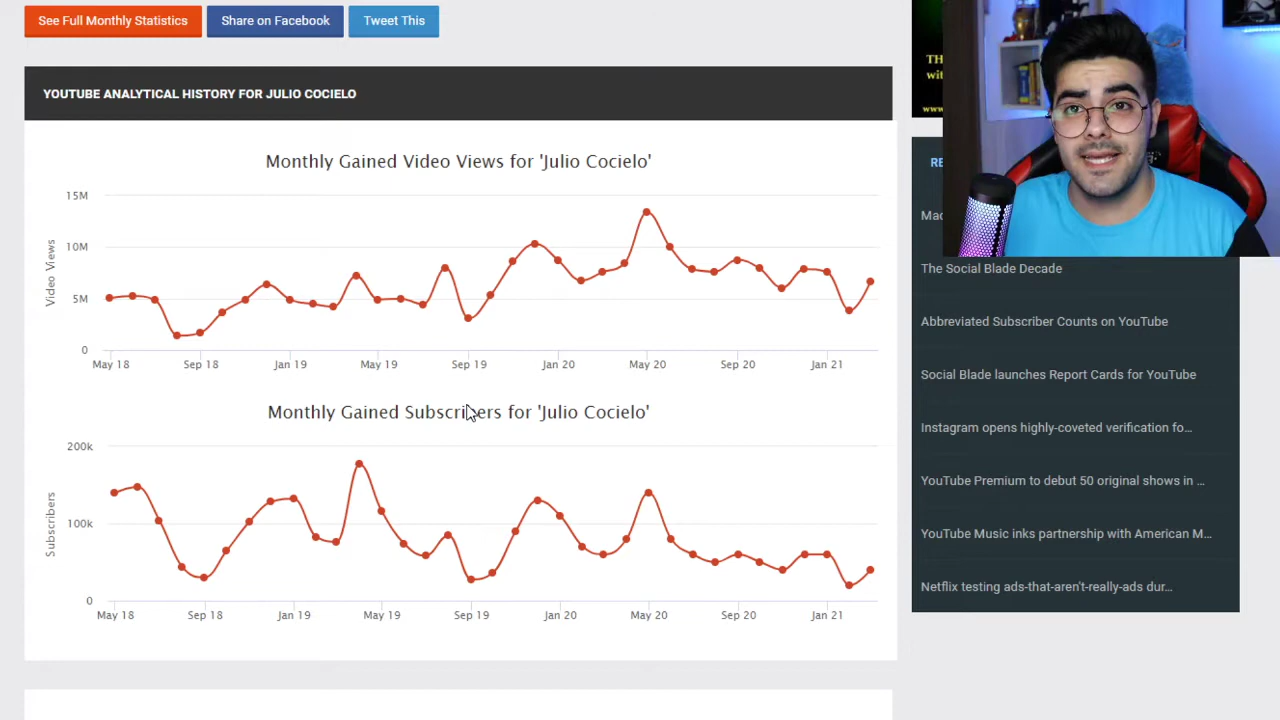 See Full Monthly Statistics
Share on Facebook
Tweet This
YOUTUBE ANALYTICAL HISTORY FOR JULIO COCIELO
Monthly Gained Video Views for 'Julio Cocielo'
Video Views
15M
10M
5M
0
May 18 Sep 18 Jan 19 May 19 Sep 19 Jan 20 May 20 Sep 20 Jan 21
Monthly Gained Subscribers for 'Julio Cocielo'
Subscribers
200k
100k
0
May 18 Sep 18 Jan 19 May 19 Sep 19 Jan 20 May 20 Sep 20 Jan 21
The Social Blade Decade
Abbreviated Subscriber Counts on YouTube
Social Blade launches Report Cards for YouTube
Instagram opens highly-coveted verification fo...
YouTube Premium to debut 50 original shows in ...
YouTube Music inks partnership with American M...
Netflix testing ads-that-aren't-really-ads dur...